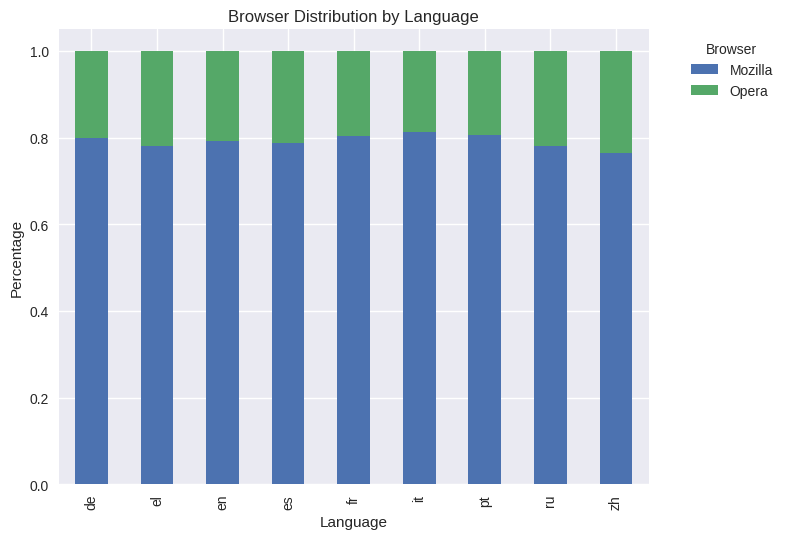 Browser Distribution by Language
Browser
Mozilla
Opera
Percentage
1.0
0.8
0.6
0.4
0.2
0.0
de
el
en
es
fr
it
pt
ru
zh
Language